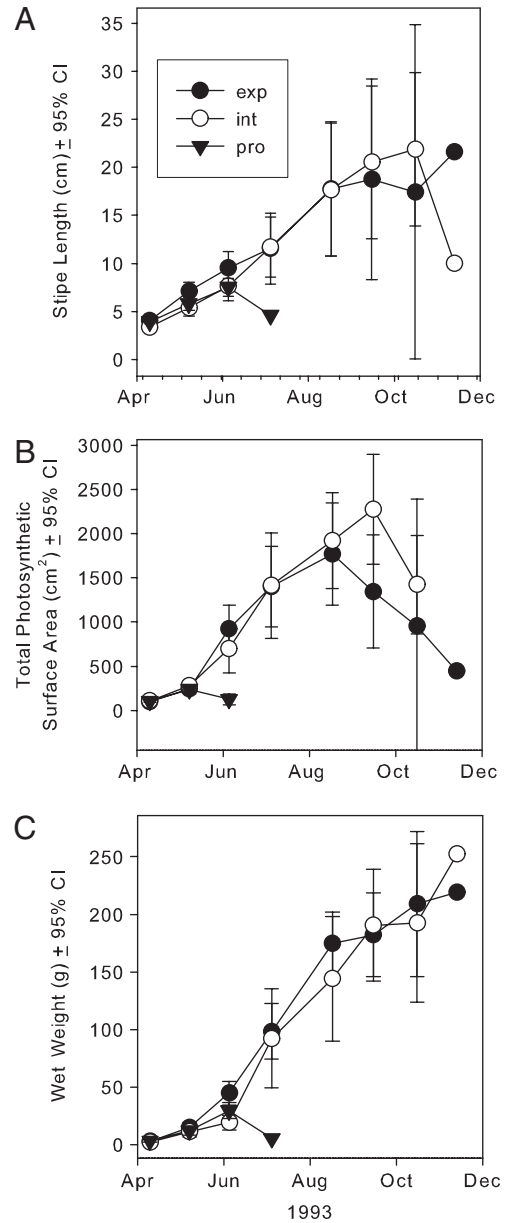 A
Stipe Length (cm) ± 95% CI
35
30
25
20
15
10
5
0
exp
int
pro
Apr Jun Aug Oct Dec
B
Total Photosynthetic
Surface Area (cm²) ± 95% CI
3000
2500
2000
1500
1000
500
0
Apr Jun Aug Oct Dec
C
Wet Weight (g) ± 95% CI
250
200
150
100
50
0
Apr Jun Aug Oct Dec
1993